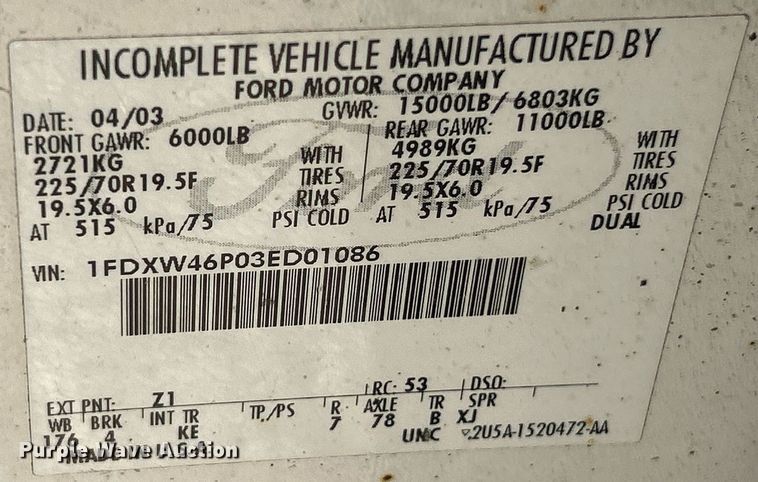 INCOMPLETE VEHICLE MANUFACTURED BY
FORD MOTOR COMPANY
DATE: 04/03 GVWR: 15000LB/ 6803KG
FRONT GAWR: 6000LB REAR GAWR: 11000LB
2721KG WITH 4989KG WITH
225/70R19.5F TIRES 225/70R19.5F TIRES
19.5X6.0 RIMS 19.5X6.0 RIMS
AT 515 kPa/75 PSI COLD AT 515 kPa/75 PSI COLD
DUAL
Ford
VIN: 1FDXW46P03ED01086
EXT PNT: Z1 RC: 53 DSO:
WB BRK INT TR TP/PS R AXLE TR SPR
176 4 KE 7 78 B XJ
UNC 2U5A-1520472-AA
MADE
Purple Wave Auction